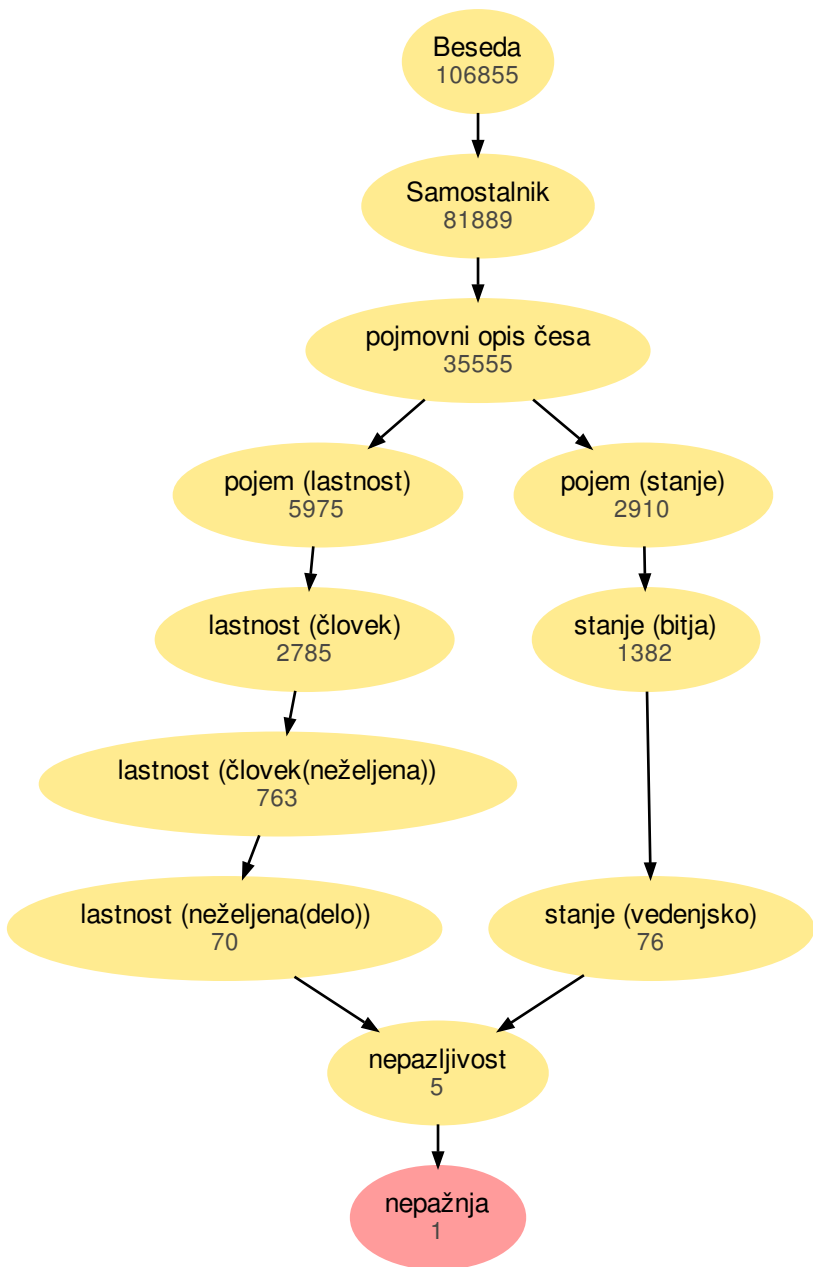 Beseda
106855
Samostalnik
81889
pojmovni opis česa
35555
pojem (lastnost)
5975
pojem (stanje)
2910
lastnost (človek)
2785
stanje (bitja)
1382
lastnost (človek(neželjena))
763
lastnost (neželjena(delo))
70
stanje (vedenjsko)
76
nepazljivost
5
nepažnja
1